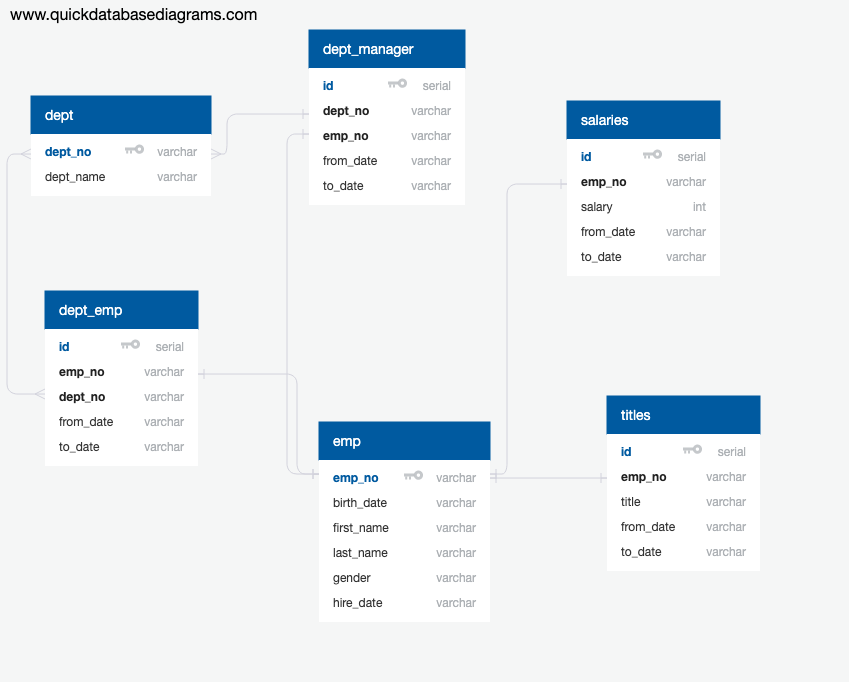 www.quickdatabasediagrams.com
dept_manager
id serial
dept_no varchar
emp_no varchar
from_date varchar
to_date varchar
dept
dept_no varchar
dept_name varchar
salaries
id serial
emp_no varchar
salary int
from_date varchar
to_date varchar
dept_emp
id serial
emp_no varchar
dept_no varchar
from_date varchar
to_date varchar
emp
emp_no varchar
birth_date varchar
first_name varchar
last_name varchar
gender varchar
hire_date varchar
titles
id serial
emp_no varchar
title varchar
from_date varchar
to_date varchar